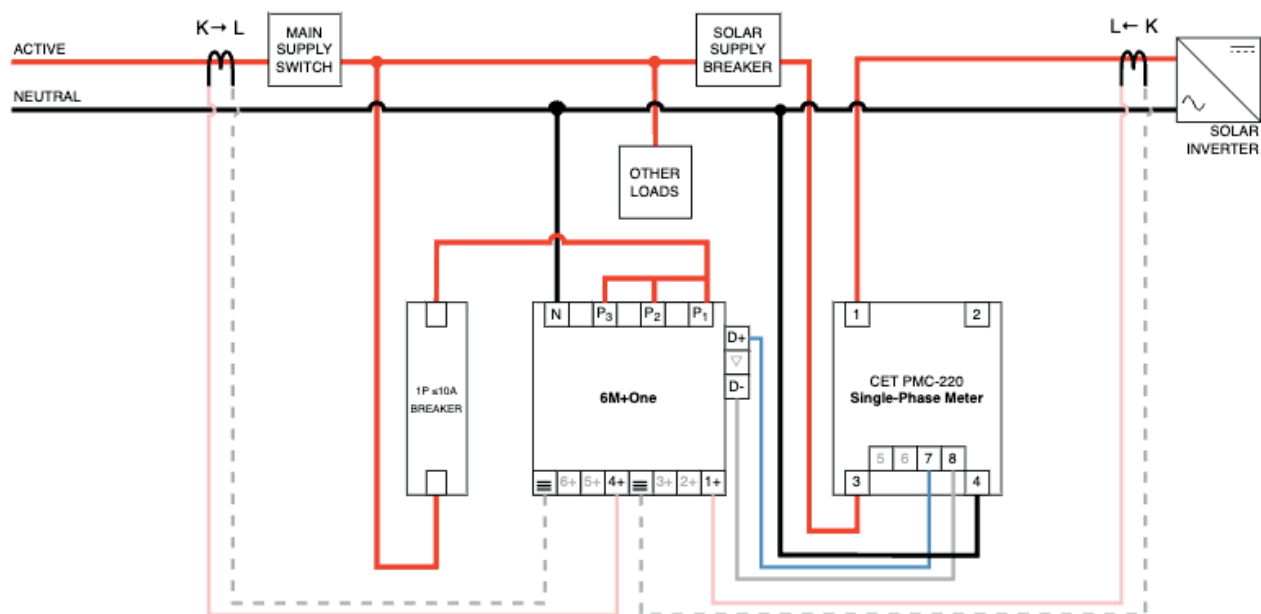 K→ L
MAIN
SUPPLY
SWITCH
SOLAR
SUPPLY
BREAKER
L← K
ACTIVE
NEUTRAL
SOLAR
INVERTER
OTHER
LOADS
N P3 P2 P1
1 2
D+
D-
1P ≤10A
BREAKER
6M+One
CET PMC-220
Single-Phase Meter
5 6 7 8
6+ 5+ 4+ 3+ 2+ 1+
3 4